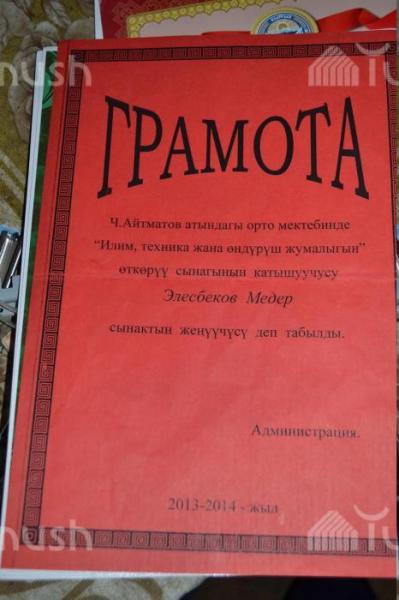 ГРАМОТА
Ч.Айтматов атындагы орто мектебинде
“Илим, техника жана өндүрүш жумалыгын”
өткөрүү сынагынын катышуучусу
Элесбеков Медер
сынактын жеңүүчүсү деп табылды.
Администрация.
2013-2014 - жыл